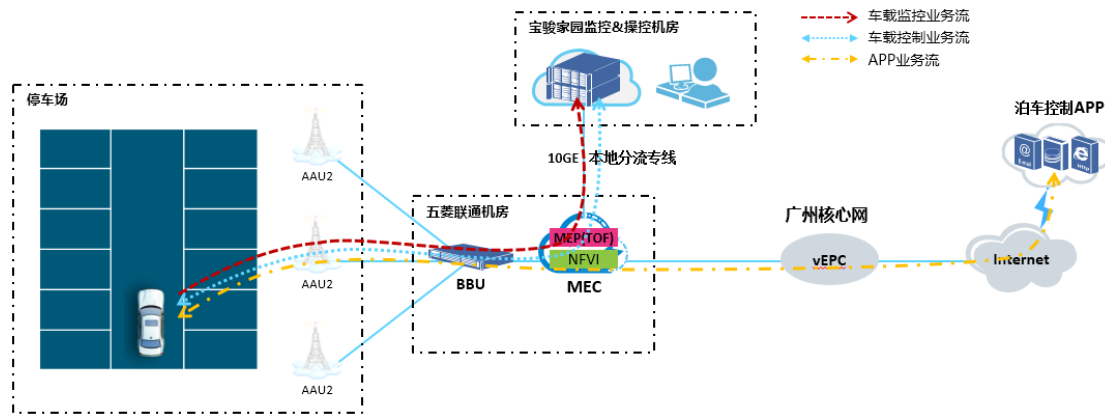 宝骏家园监控&操控机房
车载监控业务流
车载控制业务流
APP业务流
停车场
泊车控制APP
@
E-mail
e
Http
AAU2
10GE 本地分流专线
五菱联通机房
广州核心网
MEP(TOF)
NFVI
vEPC
Internet
BBU
MEC
AAU2
AAU2